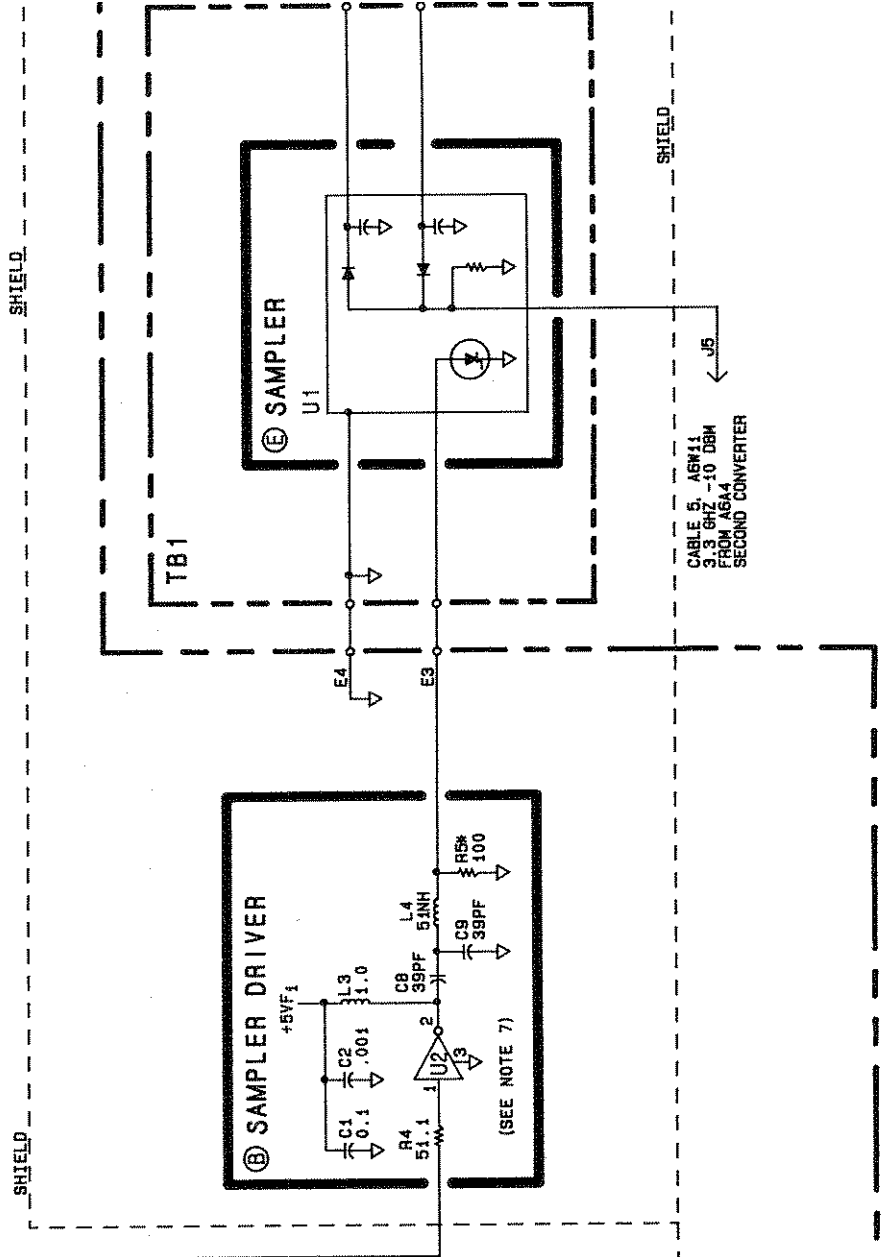 SHIELD
SHIELD
SHIELD
TB1
Ⓔ SAMPLER
U1
J5
CABLE 5, A6W11
3.3 GHZ -10 DBM
FROM A6A4
SECOND CONVERTER
E4
E3
Ⓑ SAMPLER DRIVER
+5VF1
C1
0.1
C2
.001
L3
1.0
R4
51.1
1
U2
2
3
C8
39PF
L4
51NH
C9
39PF
R5*
100
(SEE NOTE 7)